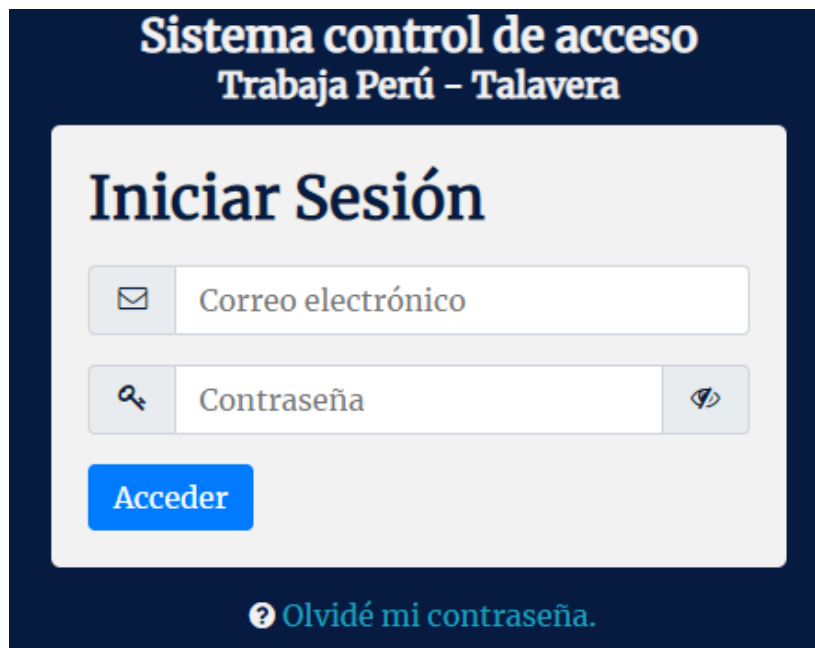 Sistema control de acceso
Trabaja Perú - Talavera
Iniciar Sesión
Correo electrónico
Contraseña
Acceder
Olvidé mi contraseña.